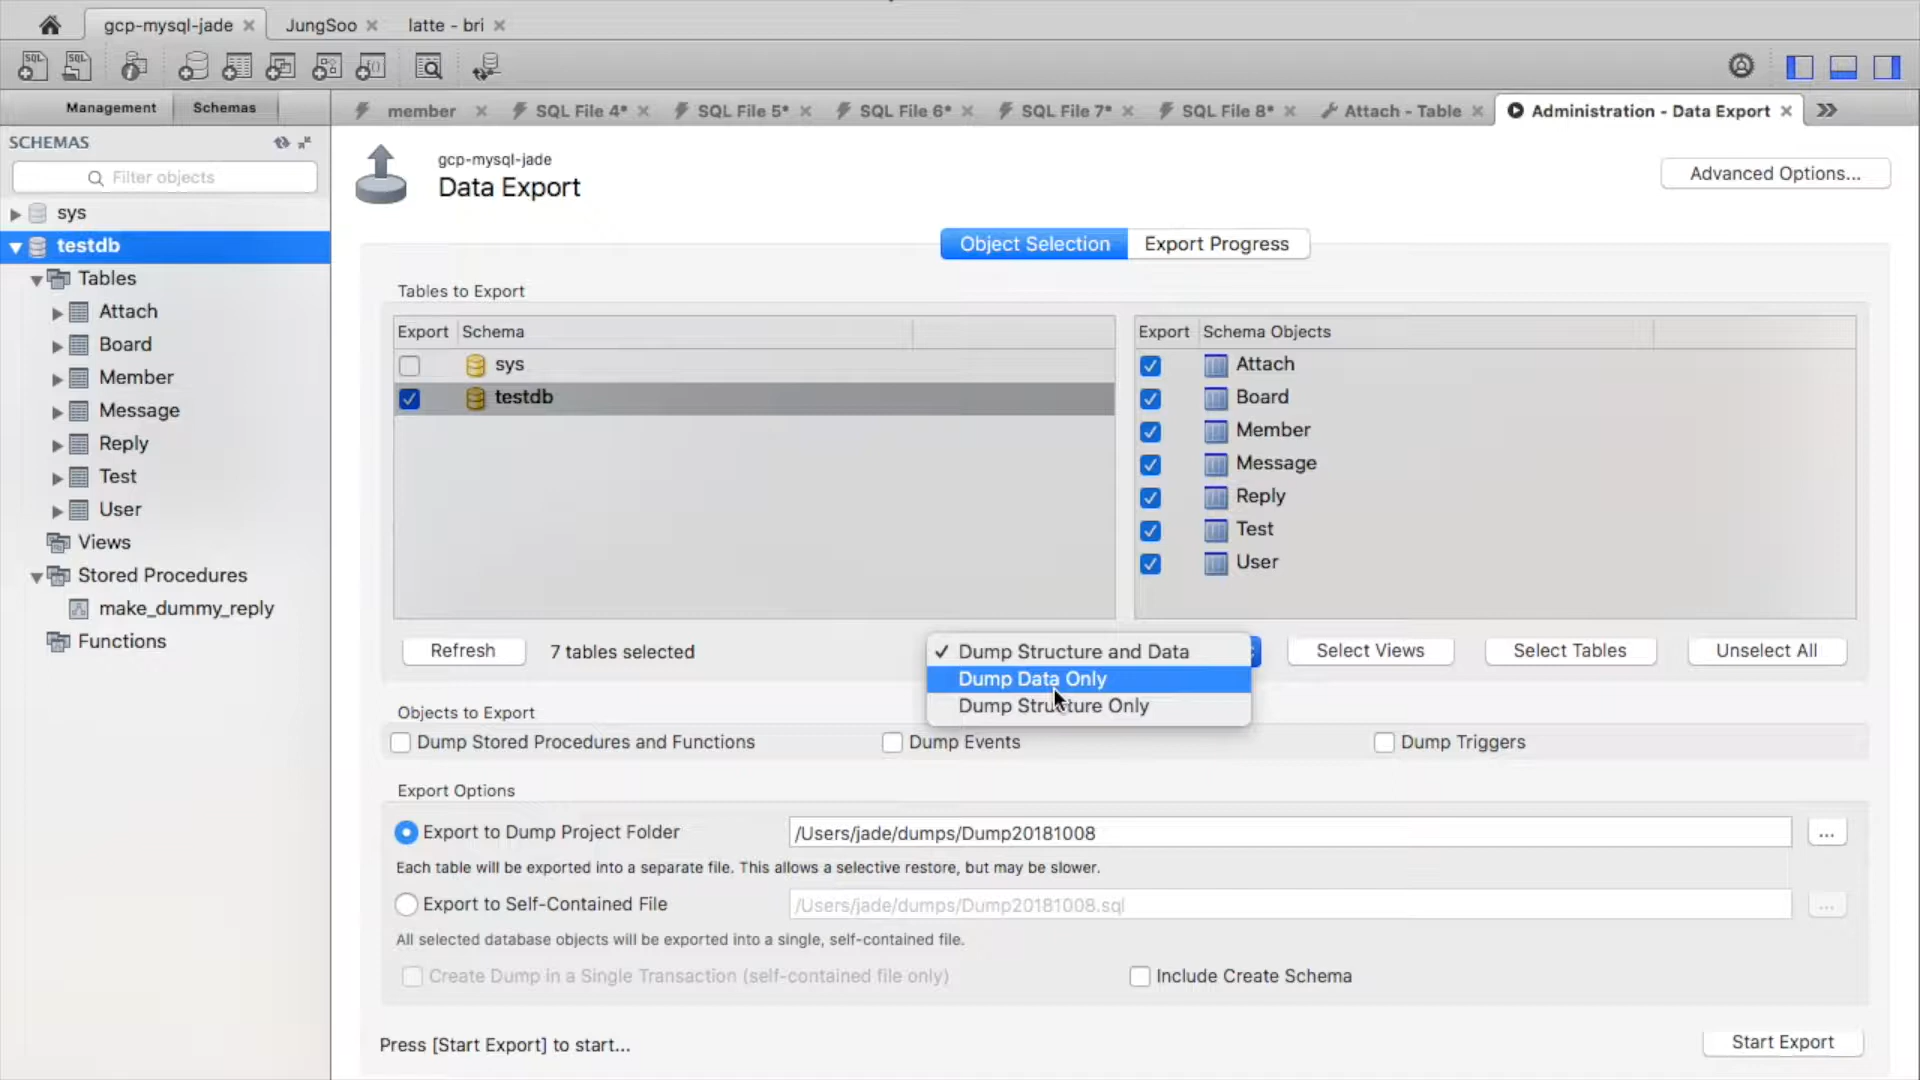 gcp-mysql-jade
JungSoo
latte - bri
Management
Schemas
member
SQL File 4*
SQL File 5*
SQL File 6*
SQL File 7*
SQL File 8*
Attach - Table
Administration - Data Export
SCHEMAS
Filter objects
sys
testdb
Tables
Attach
Board
Member
Message
Reply
Test
User
Views
Stored Procedures
make_dummy_reply
Functions
gcp-mysql-jade
Data Export
Advanced Options...
Object Selection
Export Progress
Tables to Export
Export Schema
sys
testdb
Export Schema Objects
Attach
Board
Member
Message
Reply
Test
User
Refresh
7 tables selected
Dump Structure and Data
Dump Data Only
Dump Structure Only
Select Views
Select Tables
Unselect All
Objects to Export
Dump Stored Procedures and Functions
Dump Events
Dump Triggers
Export Options
Export to Dump Project Folder
/Users/jade/dumps/Dump20181008
...
Each table will be exported into a separate file. This allows a selective restore, but may be slower.
Export to Self-Contained File
/Users/jade/dumps/Dump20181008.sql
...
All selected database objects will be exported into a single, self-contained file.
Create Dump in a Single Transaction (self-contained file only)
Include Create Schema
Press [Start Export] to start...
Start Export